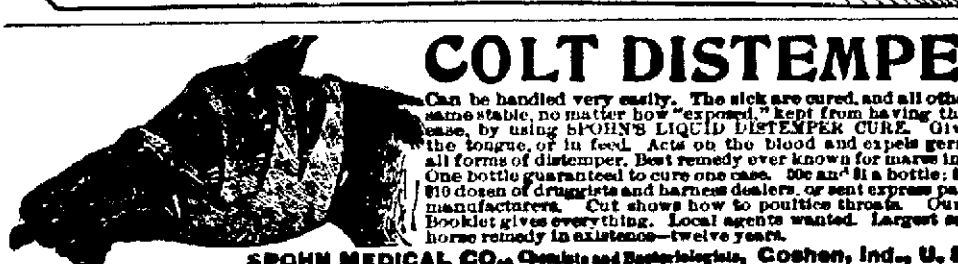 COLT DISTEMPE
Can be handled very easily. The sick are cured, and all othe
same stable, no matter how "exposed," kept from having th
ease, by using SPOHN'S LIQUID DISTEMPER CURE. Giv
the tongue, or in feed. Acts on the blood and expels ger
all forms of distemper. Best remedy ever known for mares in
One bottle guaranteed to cure one case. 50c and $1 a bottle;
$10 dozen of druggists and harness dealers, or sent express pa
manufacturers. Cut shows how to poultice throats. Our
Booklet gives everything. Local agents wanted. Largest se
horse remedy in existence—twelve years.
SPOHN MEDICAL CO., Chemists and Bacteriologists, Goshen, Ind., U. S